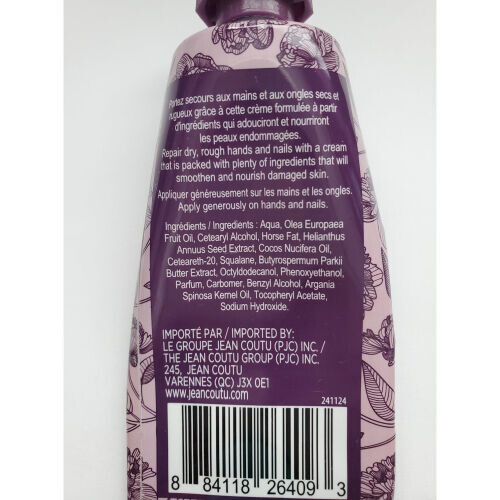 Portez secours aux mains et aux ongles secs et
rugueux grâce à cette crème formulée à partir
d'ingrédients qui adouciront et nourriront
les peaux endommagées.
Repair dry, rough hands and nails with a cream
that is packed with plenty of ingredients that will
smoothen and nourish damaged skin.
Appliquer généreusement sur les mains et les ongles.
Apply generously on hands and nails.
Ingrédients / Ingredients : Aqua, Olea Europaea
Fruit Oil, Cetearyl Alcohol, Horse Fat, Helianthus
Annuus Seed Extract, Cocos Nucifera Oil,
Ceteareth-20, Squalane, Butyrospermum Parkii
Butter Extract, Octyldodecanol, Phenoxyethanol,
Parfum, Carbomer, Benzyl Alcohol, Argania
Spinosa Kernel Oil, Tocopheryl Acetate,
Sodium Hydroxide.
IMPORTÉ PAR / IMPORTED BY:
LE GROUPE JEAN COUTU (PJC) INC. /
THE JEAN COUTU GROUP (PJC) INC.
245, JEAN COUTU
VARENNES (QC) J3X 0E1
www.jeancoutu.com
241124
8 84118 26409 3